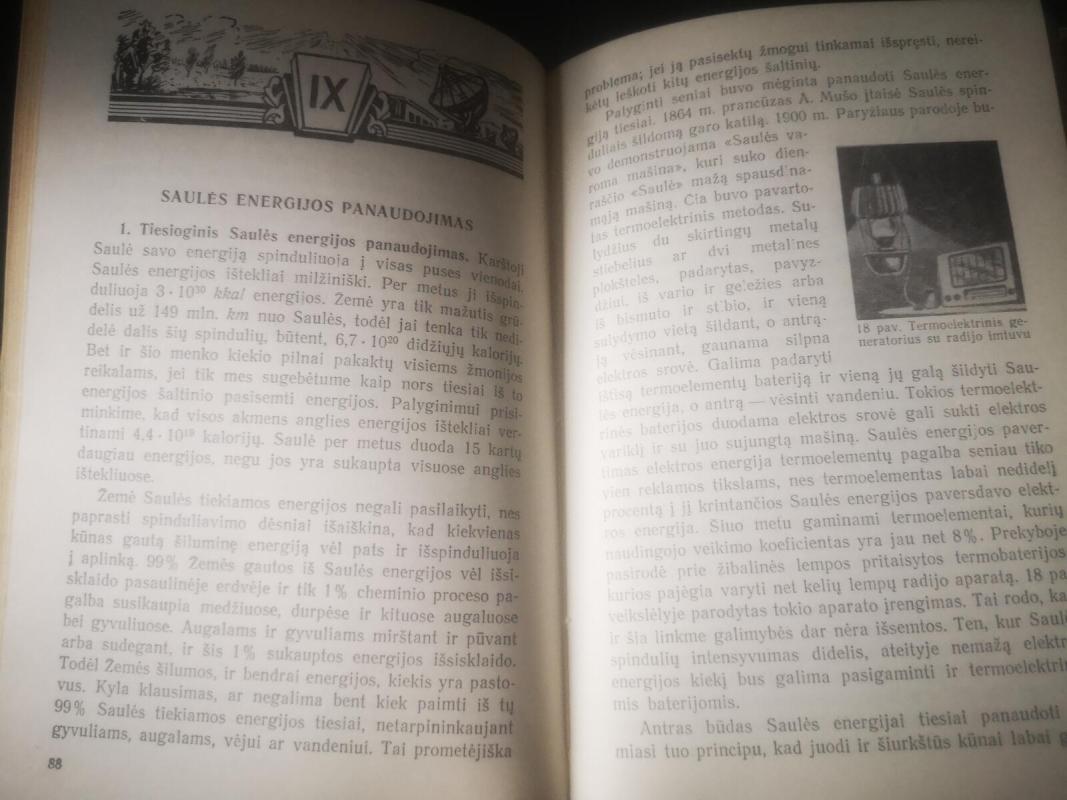 IX
SAULĖS ENERGIJOS PANAUDOJIMAS
1. Tiesioginis Saulės energijos panaudojimas. Karštoji
Saulė savo energiją spinduliuoja į visas puses vienodai.
Saulės energijos ištekliai milžiniški. Per metus ji išspin-
duliuoja 3·10³⁰ kkal energijos. Žemė yra tik mažutis grū-
delis už 149 mln. km nuo Saulės, todėl jai tenka tik nedi-
delė dalis šių spindulių, būtent, 6,7·10²⁰ didžiųjų kalorijų.
Bet ir šio menko kiekio pilnai pakaktų visiems žmonijos
reikalams, jei tik mes sugebėtume kaip nors tiesiai iš to
energijos šaltinio pasisemti energijos. Palyginimui prisi-
minkime, kad visos akmens anglies energijos ištekliai ver-
tinami 4,4·10¹⁹ kalorijų. Saulė per metus duoda 15 kartų
daugiau energijos, negu jos yra sukaupta visuose anglies
ištekliuose.
Žemė Saulės tiekiamos energijos negali pasilaikyti, nes
paprasti spinduliavimo dėsniai išaiškina, kad kiekvienas
kūnas gautą šiluminę energiją vėl pats ir išspinduliuoja
į aplinką. 99% Žemės gautos iš Saulės energijos vėl išsi-
sklaido pasaulinėje erdvėje ir tik 1% cheminio proceso pa-
galba susikaupia medžiuose, durpėse ir kituose augaluose
bei gyvuliuose. Augalams ir gyvuliams mirštant ir pūvant
arba sudegant, ir šis 1% sukauptos energijos išsisklaido.
Todėl Žemės šilumos, ir bendrai energijos, kiekis yra pasto-
vus. Kyla klausimas, ar negalima bent kiek paimti iš tų
99% Saulės tiekiamos energijos tiesiai, netarpininkaujant
gyvuliams, augalams, vėjui ar vandeniui. Tai prometėjiška
88
problema; jei ją pasisektų žmogui tinkamai išspręsti, nerei-
kėtų ieškoti kitų energijos šaltinių.
Palyginti seniai buvo mėginta panaudoti Saulės ener-
giją tiesiai. 1864 m. prancūzas A. Mušo įtaisė Saulės spin-
duliais šildomą garo katilą. 1900 m. Paryžiaus parodoje bu-
vo demonstruojama «Saulės va-
roma mašina», kuri suko dien-
raščio «Saulė» mažą spausdina-
mąją mašiną. Čia buvo pavarto-
tas termoelektrinis metodas. Su-
lydžius du skirtingų metalų
stiebelius ar dvi metalines
plokšteles, padarytas, pavyz-
džiui, iš vario ir geležies arba
iš bismuto ir stibio, ir vieną
sulydymo vietą šildant, o antrą-
ją vėsinant, gaunama silpna
elektros srovė. Galima padaryti
ištisą termoelementų bateriją ir vieną jų galą šildyti Sau-
lės energija, o antrą — vėsinti vandeniu. Tokios termoelekt-
rinės baterijos duodama elektros srovė gali sukti elektros
variklį ir su juo sujungtą mašiną. Saulės energijos paver-
timas elektros energija termoelementų pagalba seniau tiko
vien reklamos tikslams, nes termoelementas labai nedidelį
procentą į jį krintančios Saulės energijos paversdavo elekt-
ros energija. Šiuo metu gaminami termoelementai, kurių
naudingojo veikimo koeficientas yra jau net 8%. Prekyboje
pasirodė prie žibalinės lempos pritaisytos termobaterijos
kurios pajėgia varyti net kelių lempų radijo aparatą. 18 pa
veikslėlyje parodytas tokio aparato įrengimas. Tai rodo, ka
ir šia linkme galimybės dar nėra išsemtos. Ten, kur Saulė
spindulių intensyvumas didelis, ateityje nemažą elektr
energijos kiekį bus galima pasigaminti ir termoelektrin
mis baterijomis.
Antras būdas Saulės energijai tiesiai panaudoti
miasi tuo principu, kad juodi ir šiurkštūs kūnai labai g
18 pav. Termoelektrinis ge-
neratorius su radijo imtuvu